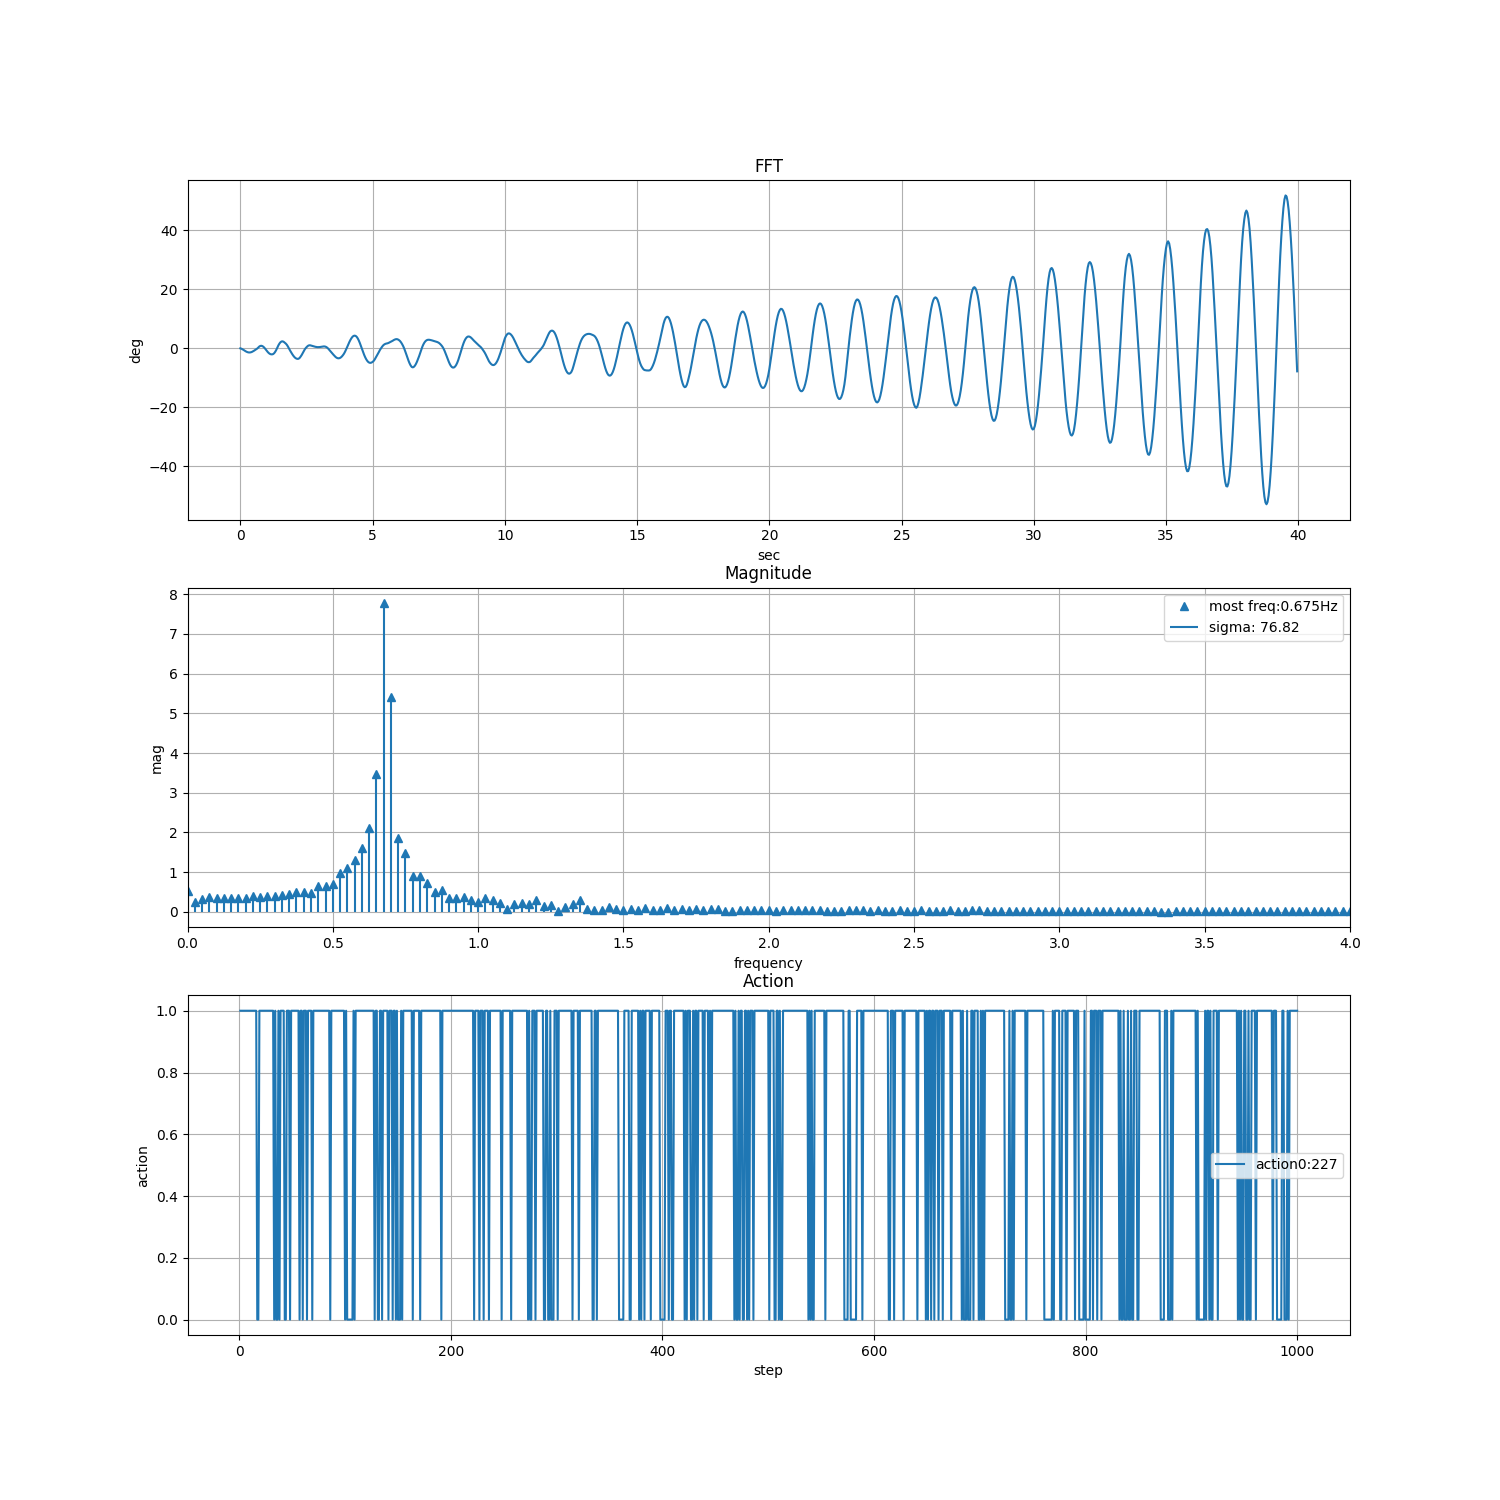 FFT
40
20
0
−20
−40
deg
0 5 10 15 20 25 30 35 40
sec
Magnitude
8
7
6
5
4
3
2
1
0
mag
most freq:0.675Hz
sigma: 76.82
0.0 0.5 1.0 1.5 2.0 2.5 3.0 3.5 4.0
frequency
Action
1.0
0.8
0.6
0.4
0.2
0.0
action
action0:227
0 200 400 600 800 1000
step